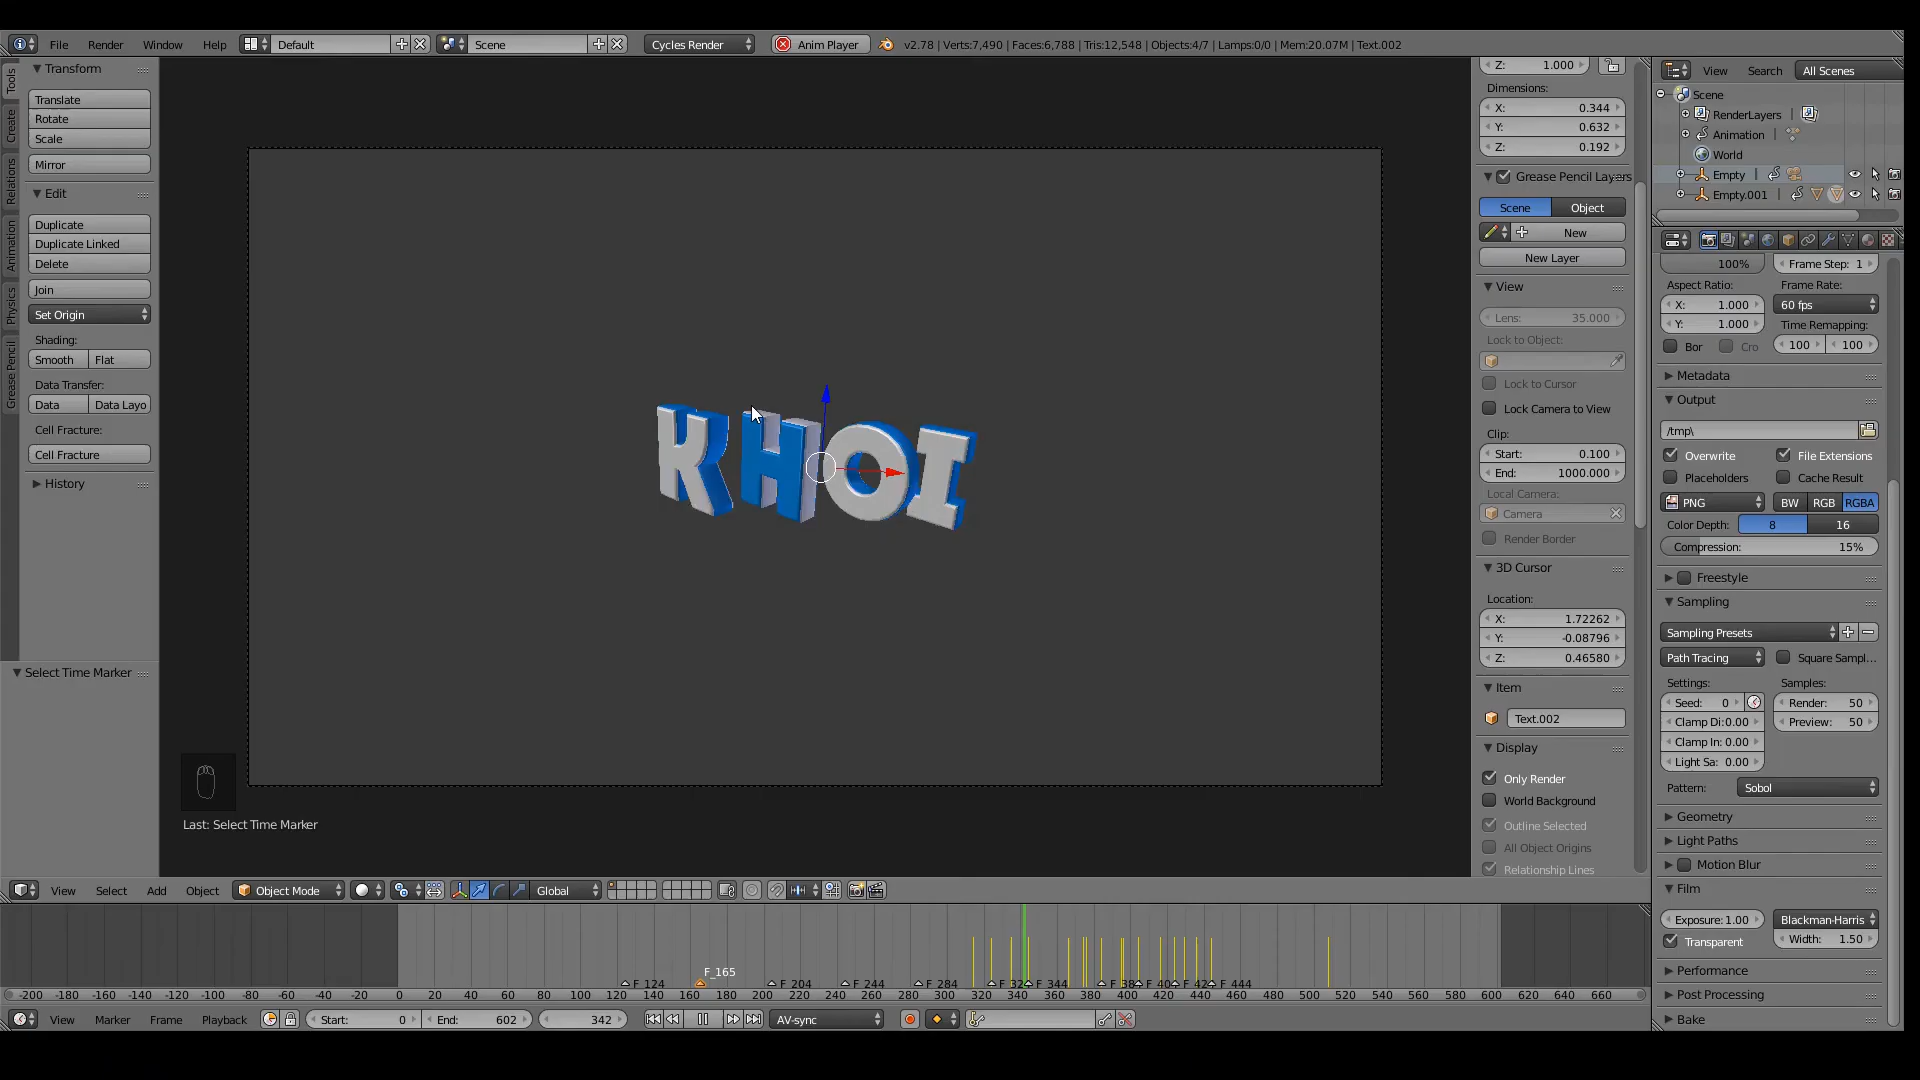 File Render Window Help Default Scene Cycles Render Anim Player v2.78 | Verts:7,490 | Faces:6,788 | Tris:12,548 | Objects:4/7 | Lamps:0/0 | Mem:20.07M | Text.002
Tools
Create
Relations
Animation
Physics
Grease Pencil
Transform
Translate
Rotate
Scale
Mirror
Edit
Duplicate
Duplicate Linked
Delete
Join
Set Origin
Shading:
Smooth Flat
Data Transfer:
Data Data Layo
Cell Fracture:
Cell Fracture
History
Select Time Marker
KHOI
Last: Select Time Marker
Z: 1.000
Dimensions:
X: 0.344
Y: 0.632
Z: 0.192
Grease Pencil Layers
Scene Object
New
New Layer
View
Lens: 35.000
Lock to Object:
Lock to Cursor
Lock Camera to View
Clip:
Start: 0.100
End: 1000.000
Local Camera:
Camera
Render Border
3D Cursor
Location:
X: 1.72262
Y: -0.08796
Z: 0.46580
Item
Text.002
Display
Only Render
World Background
Outline Selected
All Object Origins
Relationship Lines
View Search All Scenes
Scene
RenderLayers
Animation
World
Empty
Empty.001
100% Frame Step: 1
Aspect Ratio: Frame Rate:
X: 1.000 60 fps
Y: 1.000 Time Remapping:
Bor Cro 100 100
Metadata
Output
/tmp\
Overwrite File Extensions
Placeholders Cache Result
PNG BW RGB RGBA
Color Depth: 8 16
Compression: 15%
Freestyle
Sampling
Sampling Presets
Path Tracing Square Sampl...
Settings: Samples:
Seed: 0 Render: 50
Clamp Di:0.00 Preview: 50
Clamp In: 0.00
Light Sa: 0.00
Pattern: Sobol
Geometry
Light Paths
Motion Blur
Film
Exposure: 1.00 Blackman-Harris
Transparent Width: 1.50
Performance
Post Processing
Bake
View Select Add Object Object Mode Global
F_165
F_124 F_204 F_244 F_284 F_344 F_444
-200 -180 -160 -140 -120 -100 -80 -60 -40 -20 0 20 40 60 80 100 120 140 160 180 200 220 240 260 280 300 320 340 360 380 400 420 440 460 480 500 520 540 560 580 600 620 640 660
View Marker Frame Playback Start: 0 End: 602 342 AV-sync